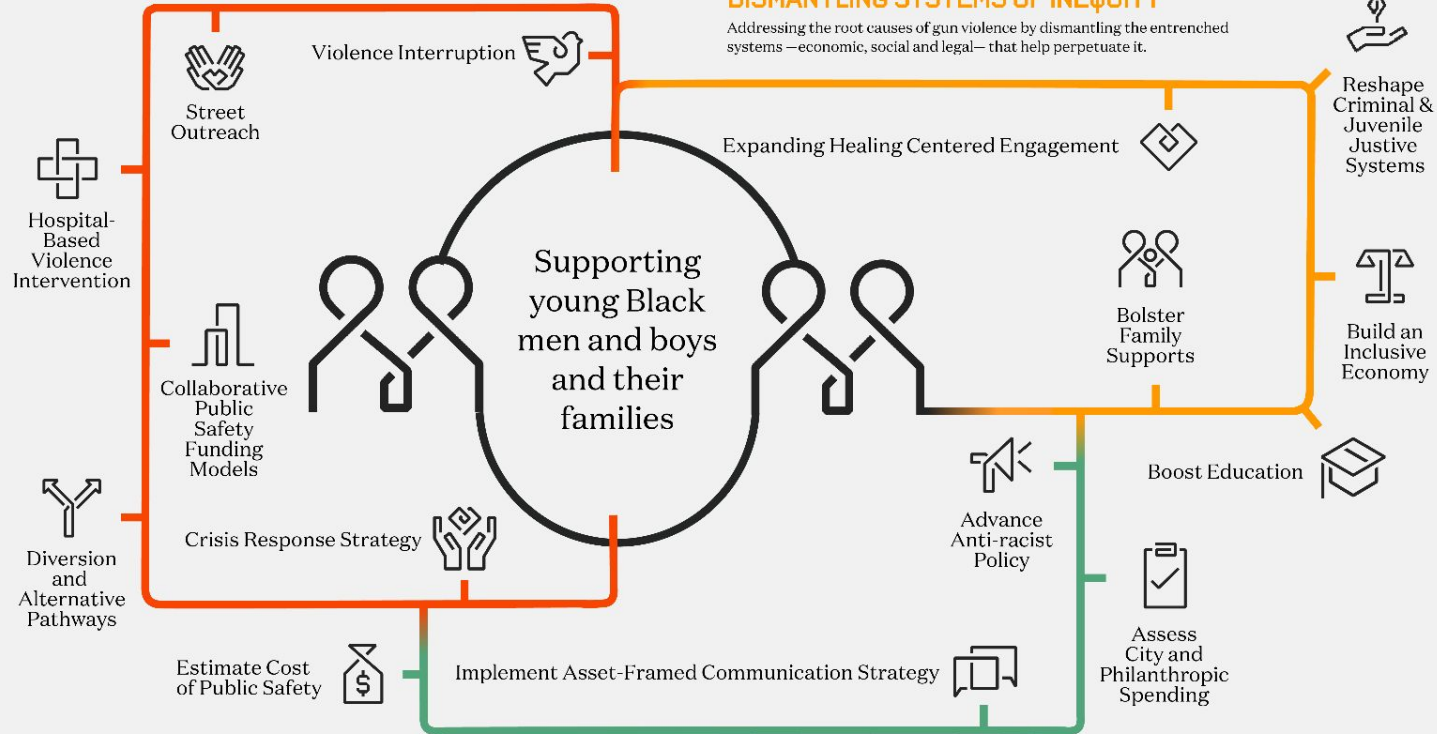 DISMANTLING SYSTEMS OF INEQUITY
Addressing the root causes of gun violence by dismantling the entrenched
systems —economic, social and legal— that help perpetuate it.
Violence Interruption
Street
Outreach
Hospital-
Based
Violence
Intervention
Collaborative
Public
Safety
Funding
Models
Diversion
and
Alternative
Pathways
Crisis Response Strategy
Supporting
young Black
men and boys
and their
families
Expanding Healing Centered Engagement
Reshape
Criminal &
Juvenile
Justive
Systems
Bolster
Family
Supports
Build an
Inclusive
Economy
Boost Education
Advance
Anti-racist
Policy
Assess
City and
Philanthropic
Spending
Estimate Cost
of Public Safety
$
Implement Asset-Framed Communication Strategy